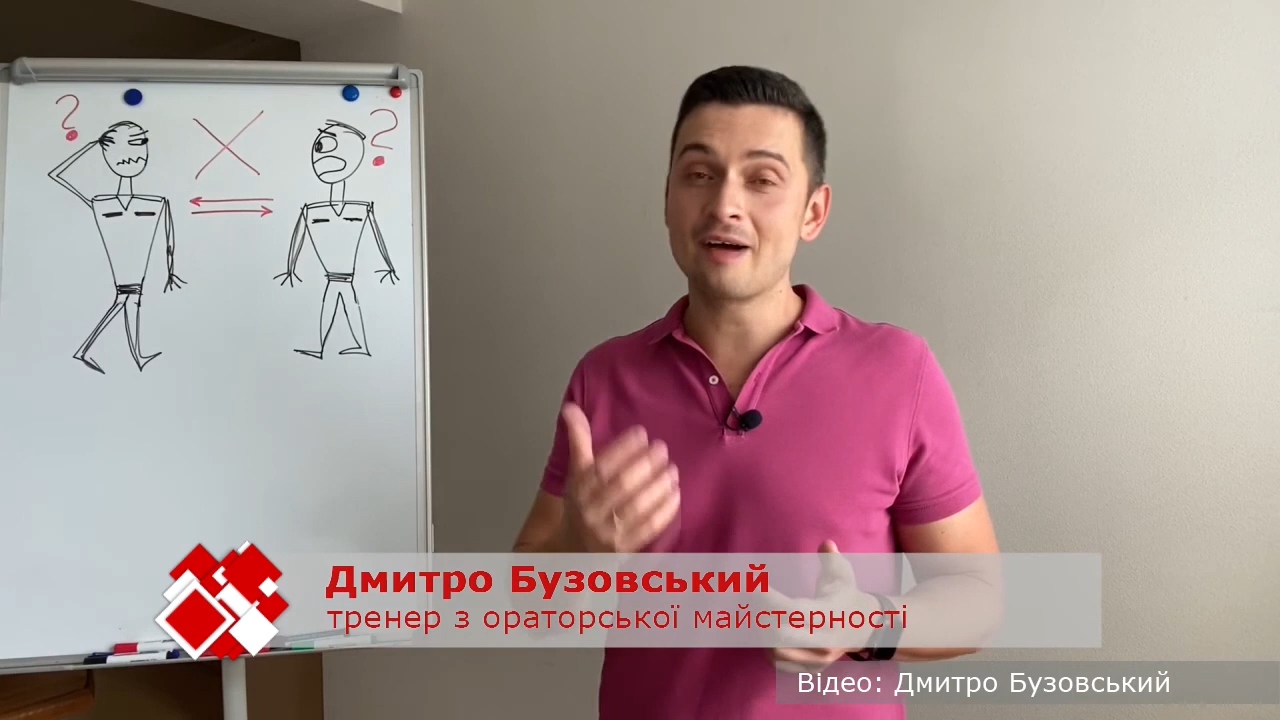 ? ?
Дмитро Бузовський
тренер з ораторської майстерності
Відео: Дмитро Бузовський